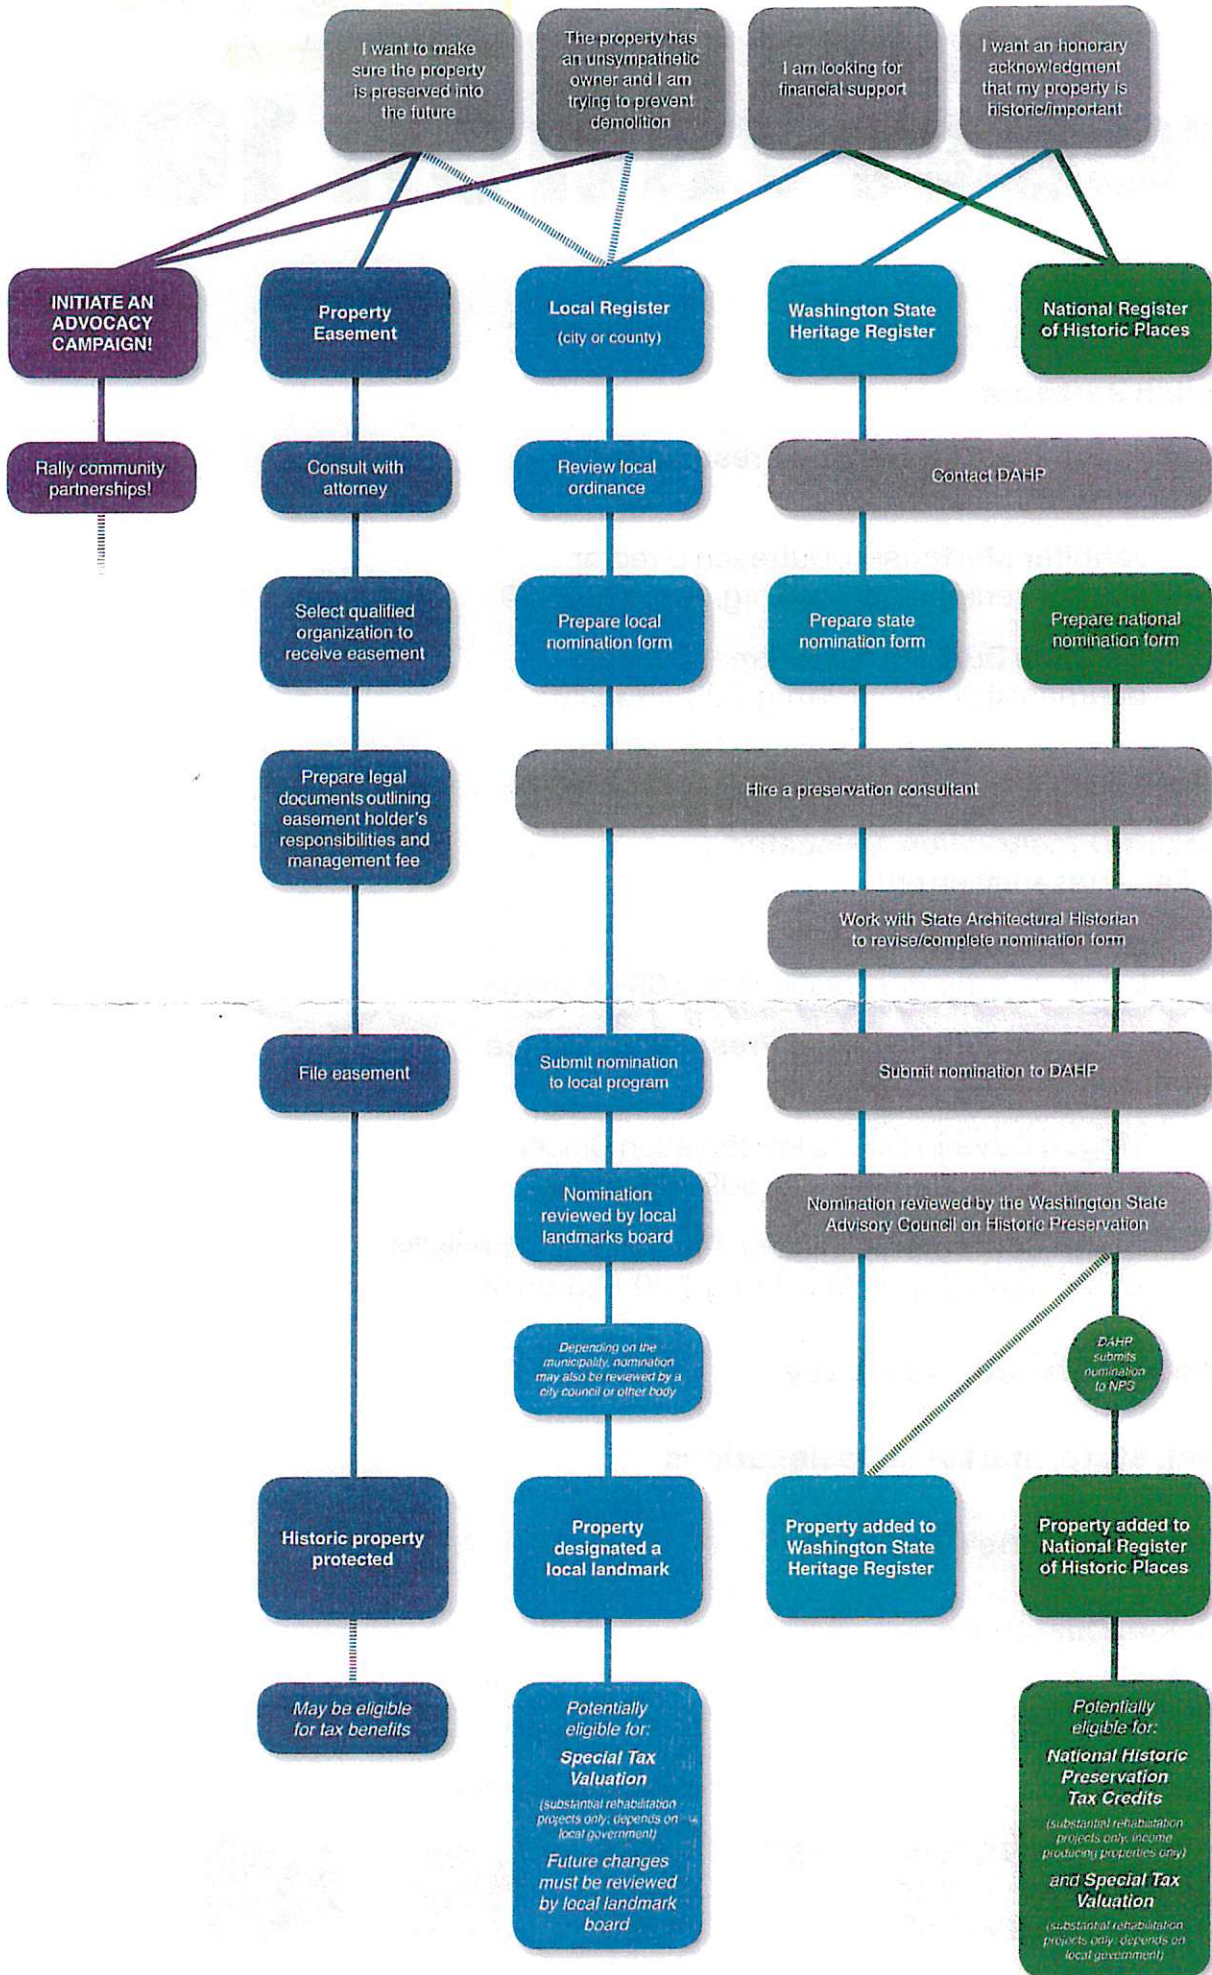 I want to make
sure the property
is preserved into
the future
The property has
an unsympathetic
owner and I am
trying to prevent
demolition
I am looking for
financial support
I want an honorary
acknowledgment
that my property is
historic/important
INITIATE AN
ADVOCACY
CAMPAIGN!
Property
Easement
Local Register
(city or county)
Washington State
Heritage Register
National Register
of Historic Places
Rally community
partnerships!
Consult with
attorney
Review local
ordinance
Contact DAHP
Select qualified
organization to
receive easement
Prepare local
nomination form
Prepare state
nomination form
Prepare national
nomination form
Prepare legal
documents outlining
easement holder's
responsibilities and
management fee
Hire a preservation consultant
Work with State Architectural Historian
to revise/complete nomination form
File easement
Submit nomination
to local program
Submit nomination to DAHP
Nomination
reviewed by local
landmarks board
Nomination reviewed by the Washington State
Advisory Council on Historic Preservation
Depending on the
municipality, nomination
may also be reviewed by a
city council or other body
DAHP
submits
nomination
to NPS
Historic property
protected
Property
designated a
local landmark
Property added to
Washington State
Heritage Register
Property added to
National Register
of Historic Places
May be eligible
for tax benefits
Potentially
eligible for:
Special Tax
Valuation
(substantial rehabilitation
projects only; depends on
local government)
Future changes
must be reviewed
by local landmark
board
Potentially
eligible for:
National Historic
Preservation
Tax Credits
(substantial rehabilitation
projects only, income
producing properties only)
and Special Tax
Valuation
(substantial rehabilitation
projects only; depends on
local government)